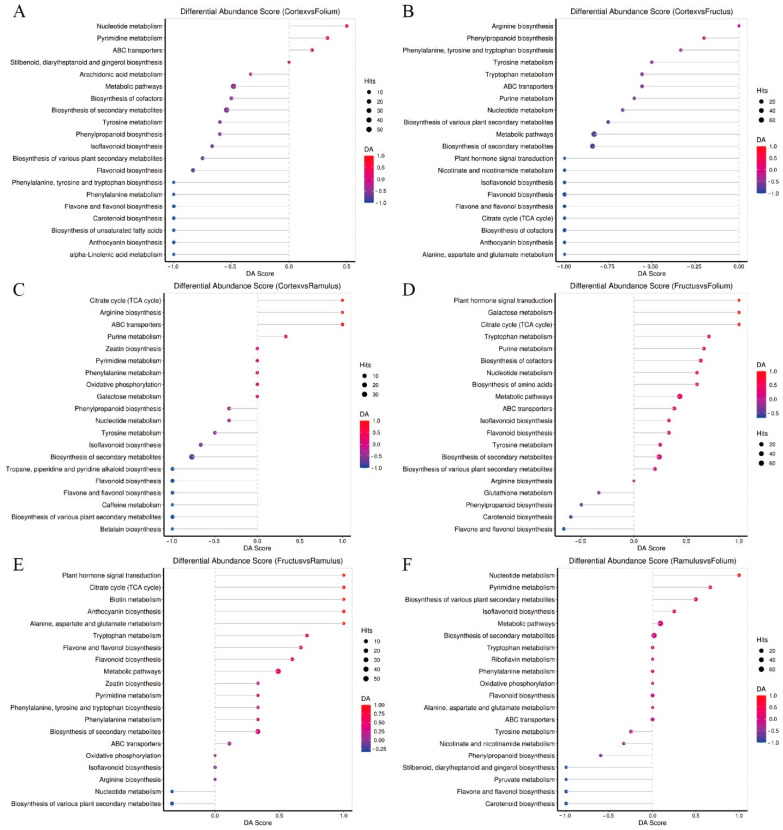 A
Differential Abundance Score (CortexvsFolium)
Nucleotide metabolism
Pyrimidine metabolism
ABC transporters
Stilbenoid, diarylheptanoid and gingerol biosynthesis
Arachidonic acid metabolism
Metabolic pathways
Biosynthesis of cofactors
Biosynthesis of secondary metabolites
Tyrosine metabolism
Phenylpropanoid biosynthesis
Isoflavonoid biosynthesis
Biosynthesis of various plant secondary metabolites
Flavonoid biosynthesis
Phenylalanine, tyrosine and tryptophan biosynthesis
Phenylalanine metabolism
Flavone and flavonol biosynthesis
Carotenoid biosynthesis
Biosynthesis of unsaturated fatty acids
Anthocyanin biosynthesis
alpha-Linolenic acid metabolism
−1.0 −0.5 0.0 0.5
DA Score
Hits
10
20
30
40
50
DA
1.0
0.5
0.0
−0.5
−1.0
B
Differential Abundance Score (CortexvsFructus)
Arginine biosynthesis
Phenylpropanoid biosynthesis
Phenylalanine, tyrosine and tryptophan biosynthesis
Tyrosine metabolism
Tryptophan metabolism
ABC transporters
Purine metabolism
Nucleotide metabolism
Biosynthesis of various plant secondary metabolites
Metabolic pathways
Biosynthesis of secondary metabolites
Plant hormone signal transduction
Nicotinate and nicotinamide metabolism
Isoflavonoid biosynthesis
Flavonoid biosynthesis
Flavone and flavonol biosynthesis
Citrate cycle (TCA cycle)
Biosynthesis of cofactors
Anthocyanin biosynthesis
Alanine, aspartate and glutamate metabolism
−1.00 −0.75 −0.50 −0.25 0.00
DA Score
Hits
20
40
60
DA
1.0
0.5
0.0
−0.5
−1.0
C
Differential Abundance Score (CortexvsRamulus)
Citrate cycle (TCA cycle)
Arginine biosynthesis
ABC transporters
Purine metabolism
Zeatin biosynthesis
Pyrimidine metabolism
Phenylalanine metabolism
Oxidative phosphorylation
Galactose metabolism
Phenylpropanoid biosynthesis
Nucleotide metabolism
Tyrosine metabolism
Isoflavonoid biosynthesis
Biosynthesis of secondary metabolites
Tropane, piperidine and pyridine alkaloid biosynthesis
Flavonoid biosynthesis
Flavone and flavonol biosynthesis
Caffeine metabolism
Biosynthesis of various plant secondary metabolites
Betalain biosynthesis
−1.0 −0.5 0.0 0.5 1.0
DA Score
Hits
10
20
30
DA
1.0
0.5
0.0
−0.5
−1.0
D
Differential Abundance Score (FructusvsFolium)
Plant hormone signal transduction
Galactose metabolism
Citrate cycle (TCA cycle)
Tryptophan metabolism
Purine metabolism
Biosynthesis of cofactors
Nucleotide metabolism
Biosynthesis of amino acids
Metabolic pathways
ABC transporters
Isoflavonoid biosynthesis
Flavonoid biosynthesis
Tyrosine metabolism
Biosynthesis of secondary metabolites
Biosynthesis of various plant secondary metabolites
Arginine biosynthesis
Glutathione metabolism
Phenylpropanoid biosynthesis
Carotenoid biosynthesis
Flavone and flavonol biosynthesis
−0.5 0.0 0.5 1.0
DA Score
DA
1.0
0.5
0.0
−0.5
Hits
20
40
60
E
Differential Abundance Score (FructusvsRamulus)
Plant hormone signal transduction
Citrate cycle (TCA cycle)
Biotin metabolism
Anthocyanin biosynthesis
Alanine, aspartate and glutamate metabolism
Tryptophan metabolism
Flavone and flavonol biosynthesis
Flavonoid biosynthesis
Metabolic pathways
Zeatin biosynthesis
Pyrimidine metabolism
Phenylalanine, tyrosine and tryptophan biosynthesis
Phenylalanine metabolism
Biosynthesis of secondary metabolites
ABC transporters
Oxidative phosphorylation
Isoflavonoid biosynthesis
Arginine biosynthesis
Nucleotide metabolism
Biosynthesis of various plant secondary metabolites
0.0 0.5 1.0
DA Score
Hits
10
20
30
40
50
DA
1.00
0.75
0.50
0.25
0.00
−0.25
F
Differential Abundance Score (RamulusvsFolium)
Nucleotide metabolism
Pyrimidine metabolism
Biosynthesis of various plant secondary metabolites
Isoflavonoid biosynthesis
Metabolic pathways
Biosynthesis of secondary metabolites
Tryptophan metabolism
Riboflavin metabolism
Phenylalanine metabolism
Oxidative phosphorylation
Flavonoid biosynthesis
Alanine, aspartate and glutamate metabolism
ABC transporters
Tyrosine metabolism
Nicotinate and nicotinamide metabolism
Phenylpropanoid biosynthesis
Stilbenoid, diarylheptanoid and gingerol biosynthesis
Pyruvate metabolism
Flavone and flavonol biosynthesis
Carotenoid biosynthesis
−1.0 −0.5 0.0 0.5 1.0
DA Score
Hits
20
40
60
DA
1.0
0.5
0.0
−0.5
−1.0